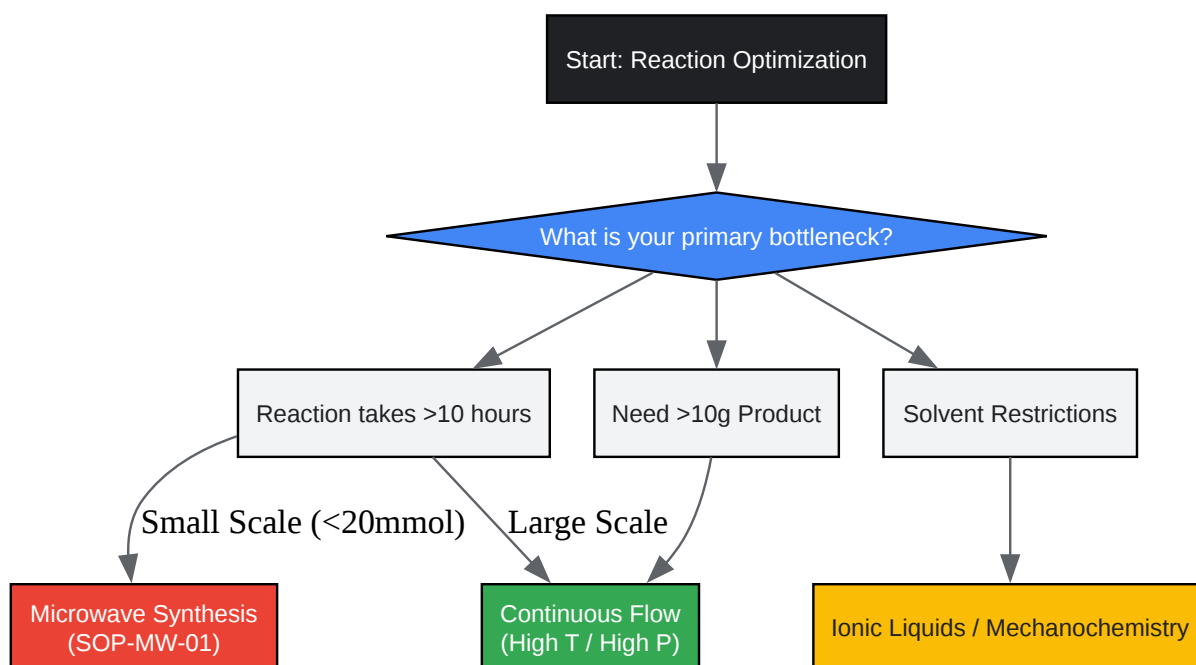 Start: Reaction Optimization
What is your primary bottleneck?
Reaction takes >10 hours
Need >10g Product
Solvent Restrictions
Small Scale (<20mmol)
Large Scale
Microwave Synthesis
(SOP-MW-01)
Continuous Flow
(High T / High P)
Ionic Liquids / Mechanochemistry